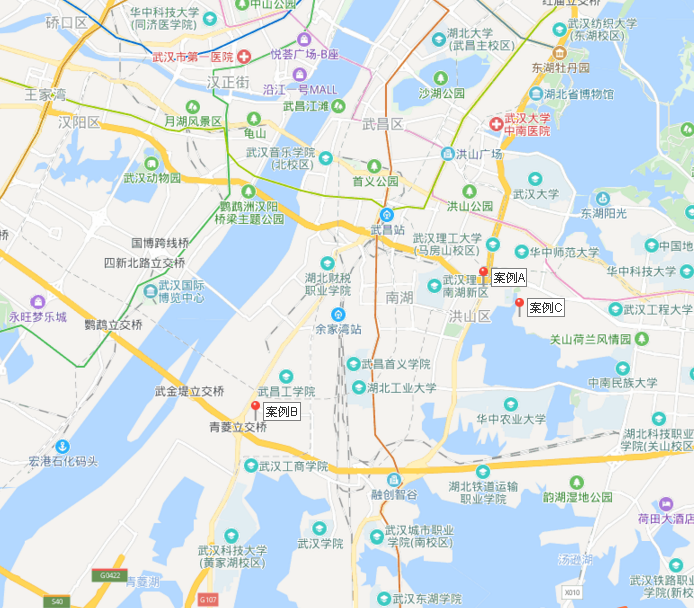 硚口区
华中科技大学
(同济医学院)
中山公园
红庙立交桥
武汉市第一医院
悦荟广场-B座
湖北大学
(武昌主校区)
武汉纺织大学
(东湖校区)
东湖牡丹园
汉正街
沿江一号MALL
王家湾
沙湖公园
湖北省博物馆
月湖风景区
武昌江滩
汉阳区
龟山
武昌区
武汉大学
中南医院
武汉音乐学院
(北校区)
洪山广场
武汉动物园
首义公园
武汉大学
鹦鹉洲汉阳
桥梁主题公园
洪山公园
东湖阳光
武昌站
国博跨线桥
武汉理工大学
(马房山校区)
华中师范大学
中国地
四新北路立交桥
湖北财税
职业学院
华中科技大
武汉国际
博览中心
武汉理
南湖新区
案例A
南湖
永旺梦乐城
案例C
武汉工程大学
鹦鹉立交桥
余家湾站
洪山区
关山荷兰风情园
武昌首义学院
武金堤立交桥
武昌工学院
湖北工业大学
中南民族大学
案例B
华中农业大学
青菱立交桥
湖北科技职业
学院(关山校区)
宏港石化码头
武汉工商学院
融创智谷
湖北铁道运输
职业学院
韵湖湿地公园
荷田大酒店
武汉科技大学
(黄家湖校区)
武汉学院
武汉城市职业
学院(南校区)
汤逊湖
G0422
青菱湖
武汉铁路职
学院(新校
X010
S40
G107
武汉东湖学院